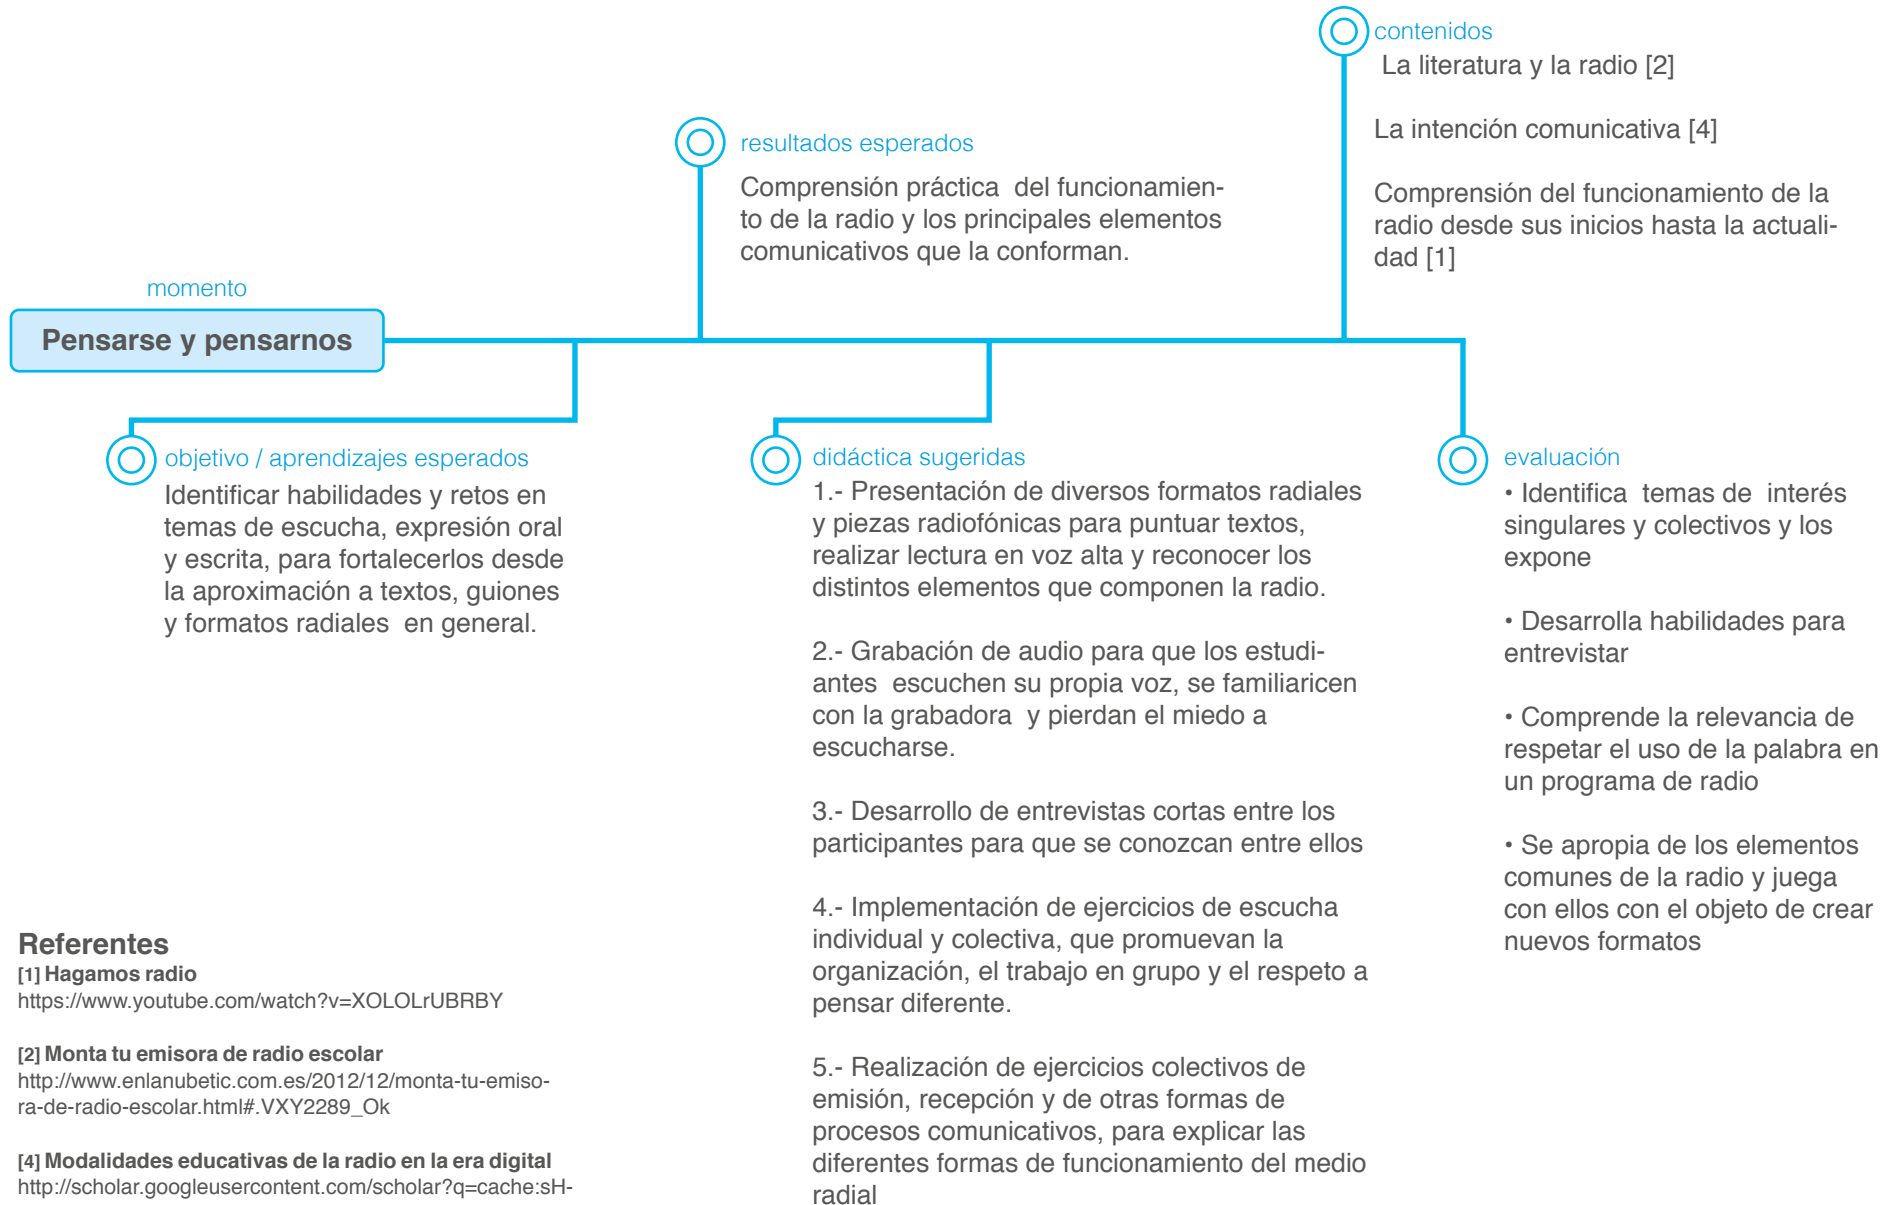 contenidos
La literatura y la radio [2]
La intención comunicativa [4]
Comprensión del funcionamiento de la
radio desde sus inicios hasta la actuali-
dad [1]
resultados esperados
Comprensión práctica  del funcionamien-
to de la radio y los principales elementos
comunicativos que la conforman.
momento
Pensarse y pensarnos
objetivo / aprendizajes esperados
Identificar habilidades y retos en
temas de escucha, expresión oral
y escrita, para fortalecerlos desde
la aproximación a textos, guiones
y formatos radiales  en general.
didáctica sugeridas
1.- Presentación de diversos formatos radiales
y piezas radiofónicas para puntuar textos,
realizar lectura en voz alta y reconocer los
distintos elementos que componen la radio.
2.- Grabación de audio para que los estudi-
antes  escuchen su propia voz, se familiaricen
con la grabadora  y pierdan el miedo a
escucharse.
3.- Desarrollo de entrevistas cortas entre los
participantes para que se conozcan entre ellos
4.- Implementación de ejercicios de escucha
individual y colectiva, que promuevan la
organización, el trabajo en grupo y el respeto a
pensar diferente.
5.- Realización de ejercicios colectivos de
emisión, recepción y de otras formas de
procesos comunicativos, para explicar las
diferentes formas de funcionamiento del medio
radial
evaluación
• Identifica  temas de  interés
singulares y colectivos y los
expone
• Desarrolla habilidades para
entrevistar
• Comprende la relevancia de
respetar el uso de la palabra en
un programa de radio
• Se apropia de los elementos
comunes de la radio y juega
con ellos con el objeto de crear
nuevos formatos
Referentes
[1] Hagamos radio
https://www.youtube.com/watch?v=XOLOLrUBRBY
[2] Monta tu emisora de radio escolar
http://www.enlanubetic.com.es/2012/12/monta-tu-emiso-
ra-de-radio-escolar.html#.VXY2289_Ok
[4] Modalidades educativas de la radio en la era digital
http://scholar.googleusercontent.com/scholar?q=cache:sH-